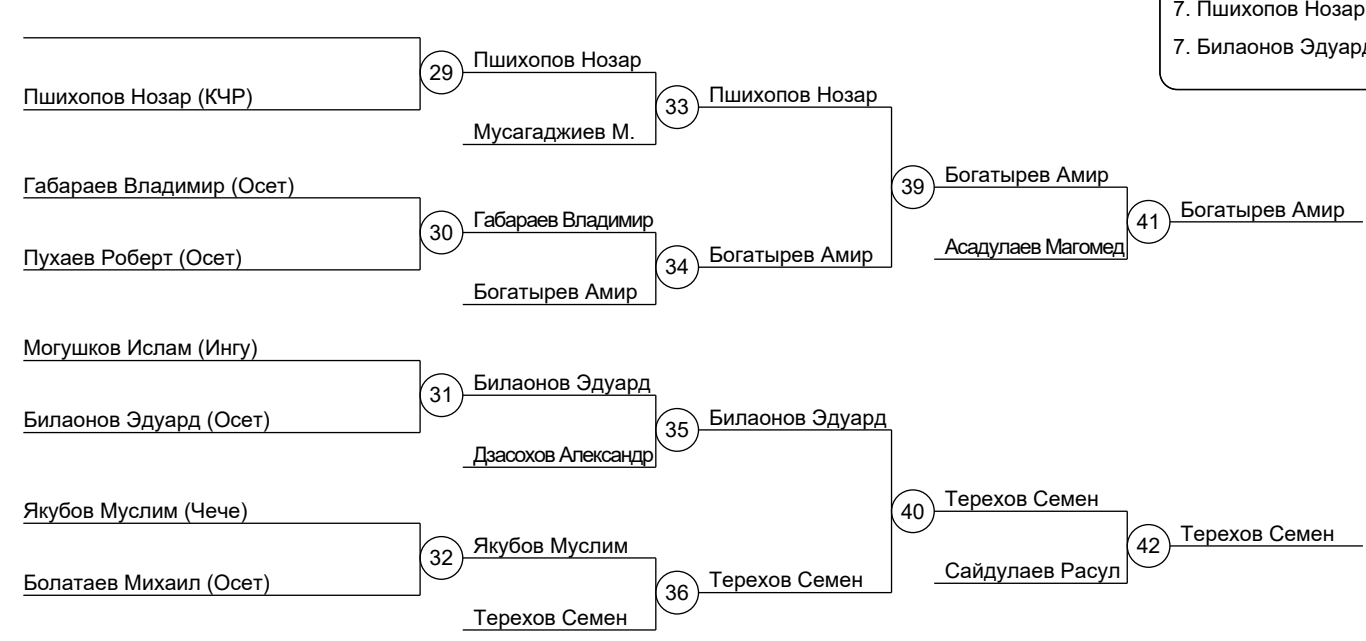 7. Пшихопов Нозар
7. Билаонов Эдуард
29
Пшихопов Нозар
Пшихопов Нозар (КЧР)
33
Пшихопов Нозар
Мусагаджиев М.
39
Богатырев Амир
Габараев Владимир (Осет)
30
Габараев Владимир
41
Богатырев Амир
Пухаев Роберт (Осет)
34
Богатырев Амир
Асадулаев Магомед
Богатырев Амир
Могушков Ислам (Ингу)
31
Билаонов Эдуард
Билаонов Эдуард (Осет)
35
Билаонов Эдуард
Дзасохов Александр
40
Терехов Семен
Якубов Муслим (Чече)
32
Якубов Муслим
42
Терехов Семен
Болатаев Михаил (Осет)
36
Терехов Семен
Сайдулаев Расул
Терехов Семен